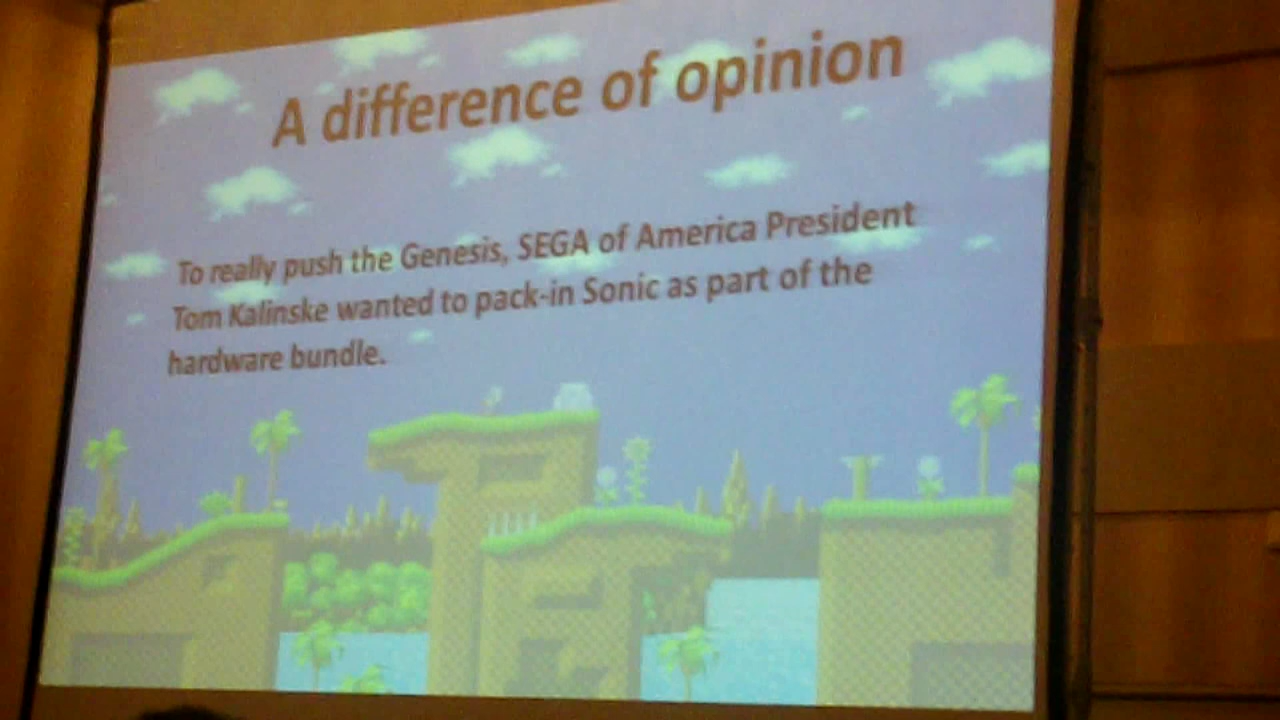 A difference of opinion
To really push the Genesis, SEGA of America President
Tom Kalinske wanted to pack-in Sonic as part of the
hardware bundle.